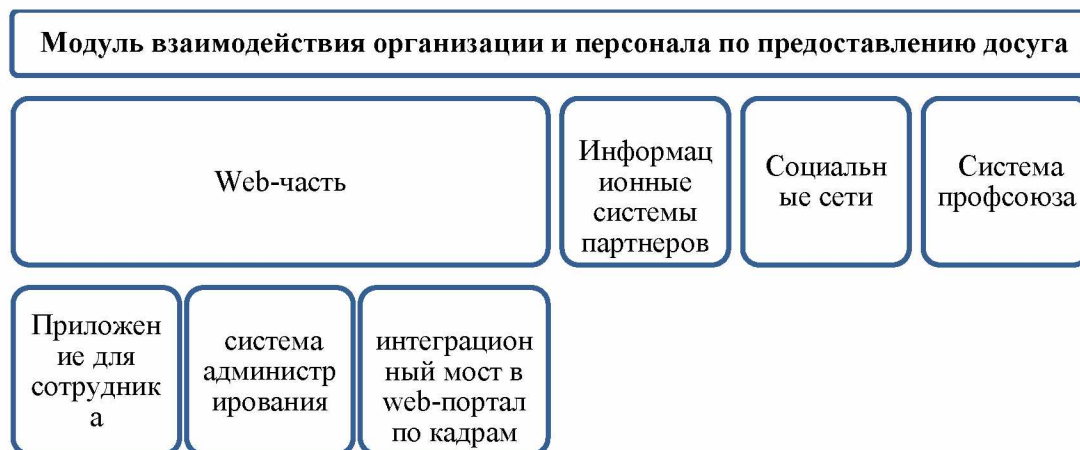 Модуль взаимодействия организации и персонала по предоставлению досуга
Web-часть
Информац
ионные
системы
партнеров
Социальн
ые сети
Система
профсоюза
Приложен
ие для
сотрудник
а
система
администр
ирования
интеграцион
ный мост в
web-портал
по кадрам